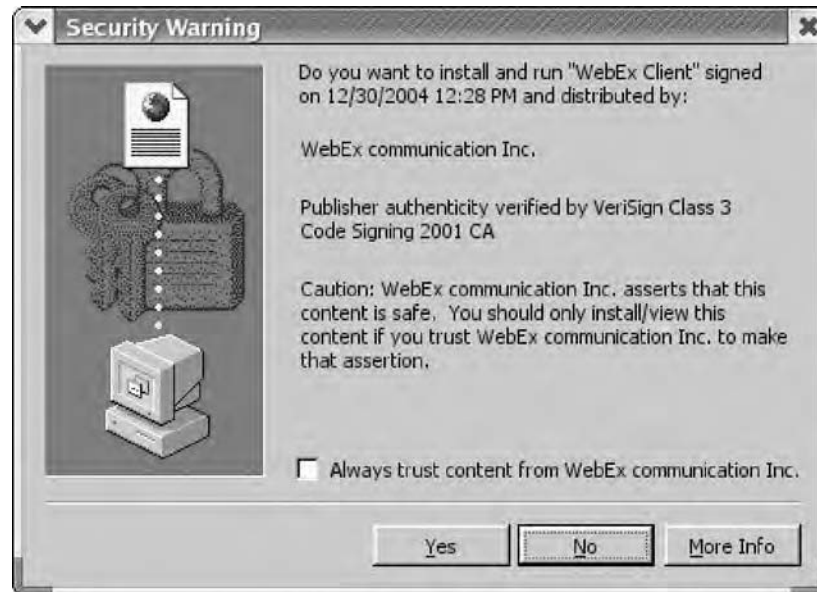 Security Warning
Do you want to install and run "WebEx Client" signed
on 12/30/2004 12:28 PM and distributed by:
WebEx communication Inc.
Publisher authenticity verified by VeriSign Class 3
Code Signing 2001 CA
Caution: WebEx communication Inc. asserts that this
content is safe. You should only install/view this
content if you trust WebEx communication Inc. to make
that assertion.
Always trust content from WebEx communication Inc.
Yes No More Info